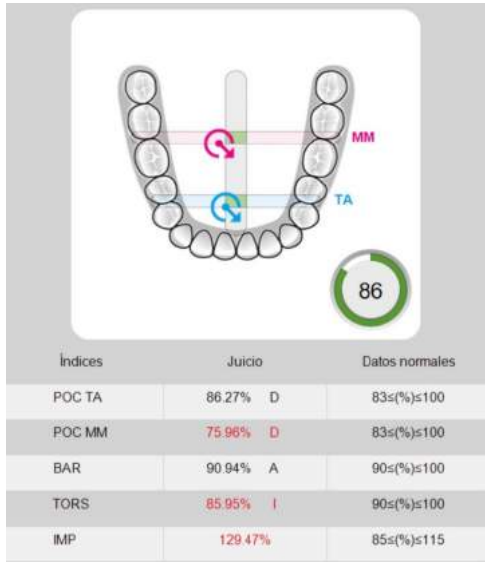 MM
TA
86
Índices Juicio Datos normales
POC TA 86.27% D 83≤(%)≤100
POC MM 75.96% D 83≤(%)≤100
BAR 90.94% A 90≤(%)≤100
TORS 85.95% I 90≤(%)≤100
IMP 129.47% 85≤(%)≤115